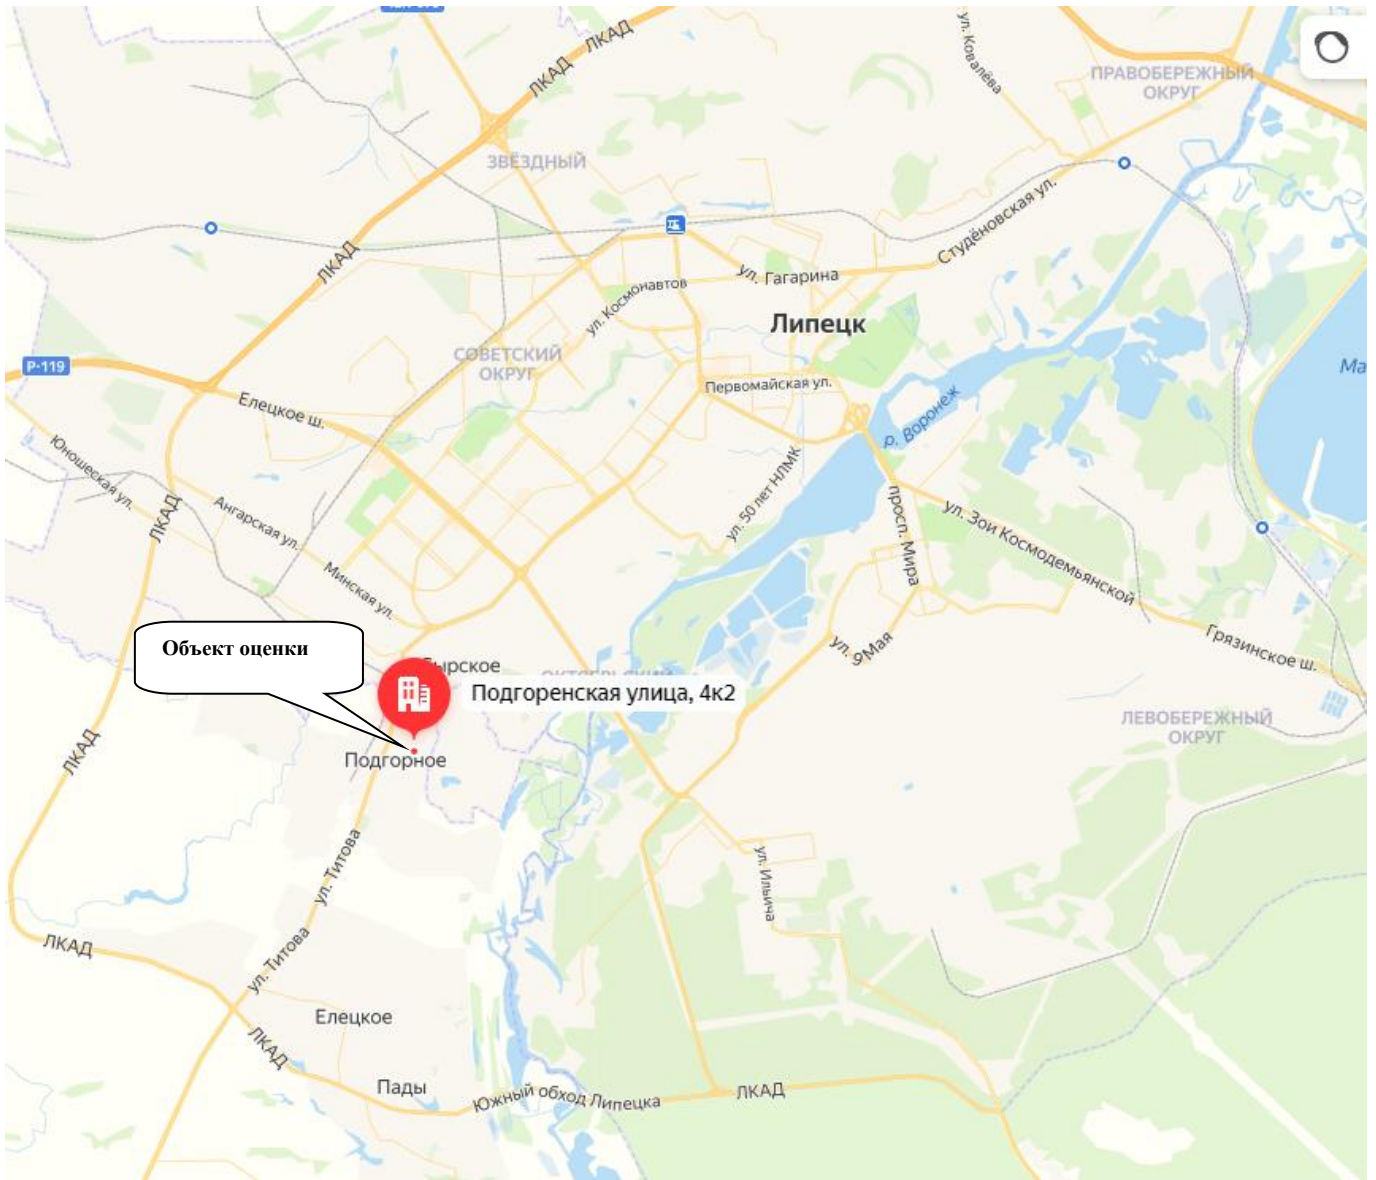 ЛКАД
ЛКАД
ул. Ковалёва
ПРАВОБЕРЕЖНЫЙ
ОКРУГ
ЗВЁЗДНЫЙ
Студёновская ул.
ЛКАД
ул. Гагарина
ул. Космонавтов
Липецк
СОВЕТСКИЙ
ОКРУГ
Р-119
Ма
Первомайская ул.
Елецкое ш.
р. Воронеж
Юношеская ул.
ул. 50 лет НЛМК
просп. Мира
ул. Зои Космодемьянской
ЛКАД
Ангарская ул.
Минская ул.
Грязинское ш.
ул. 9 Мая
Объект оценки
ырское
ОКТЯБРЬСКИЙ
Подгоренская улица, 4к2
ЛЕВОБЕРЕЖНЫЙ
ОКРУГ
ЛКАД
Подгорное
ул. Титова
ул. Ильича
ЛКАД
ул. Титова
Елецкое
ЛКАД
Пады
Южный обход Липецка
ЛКАД